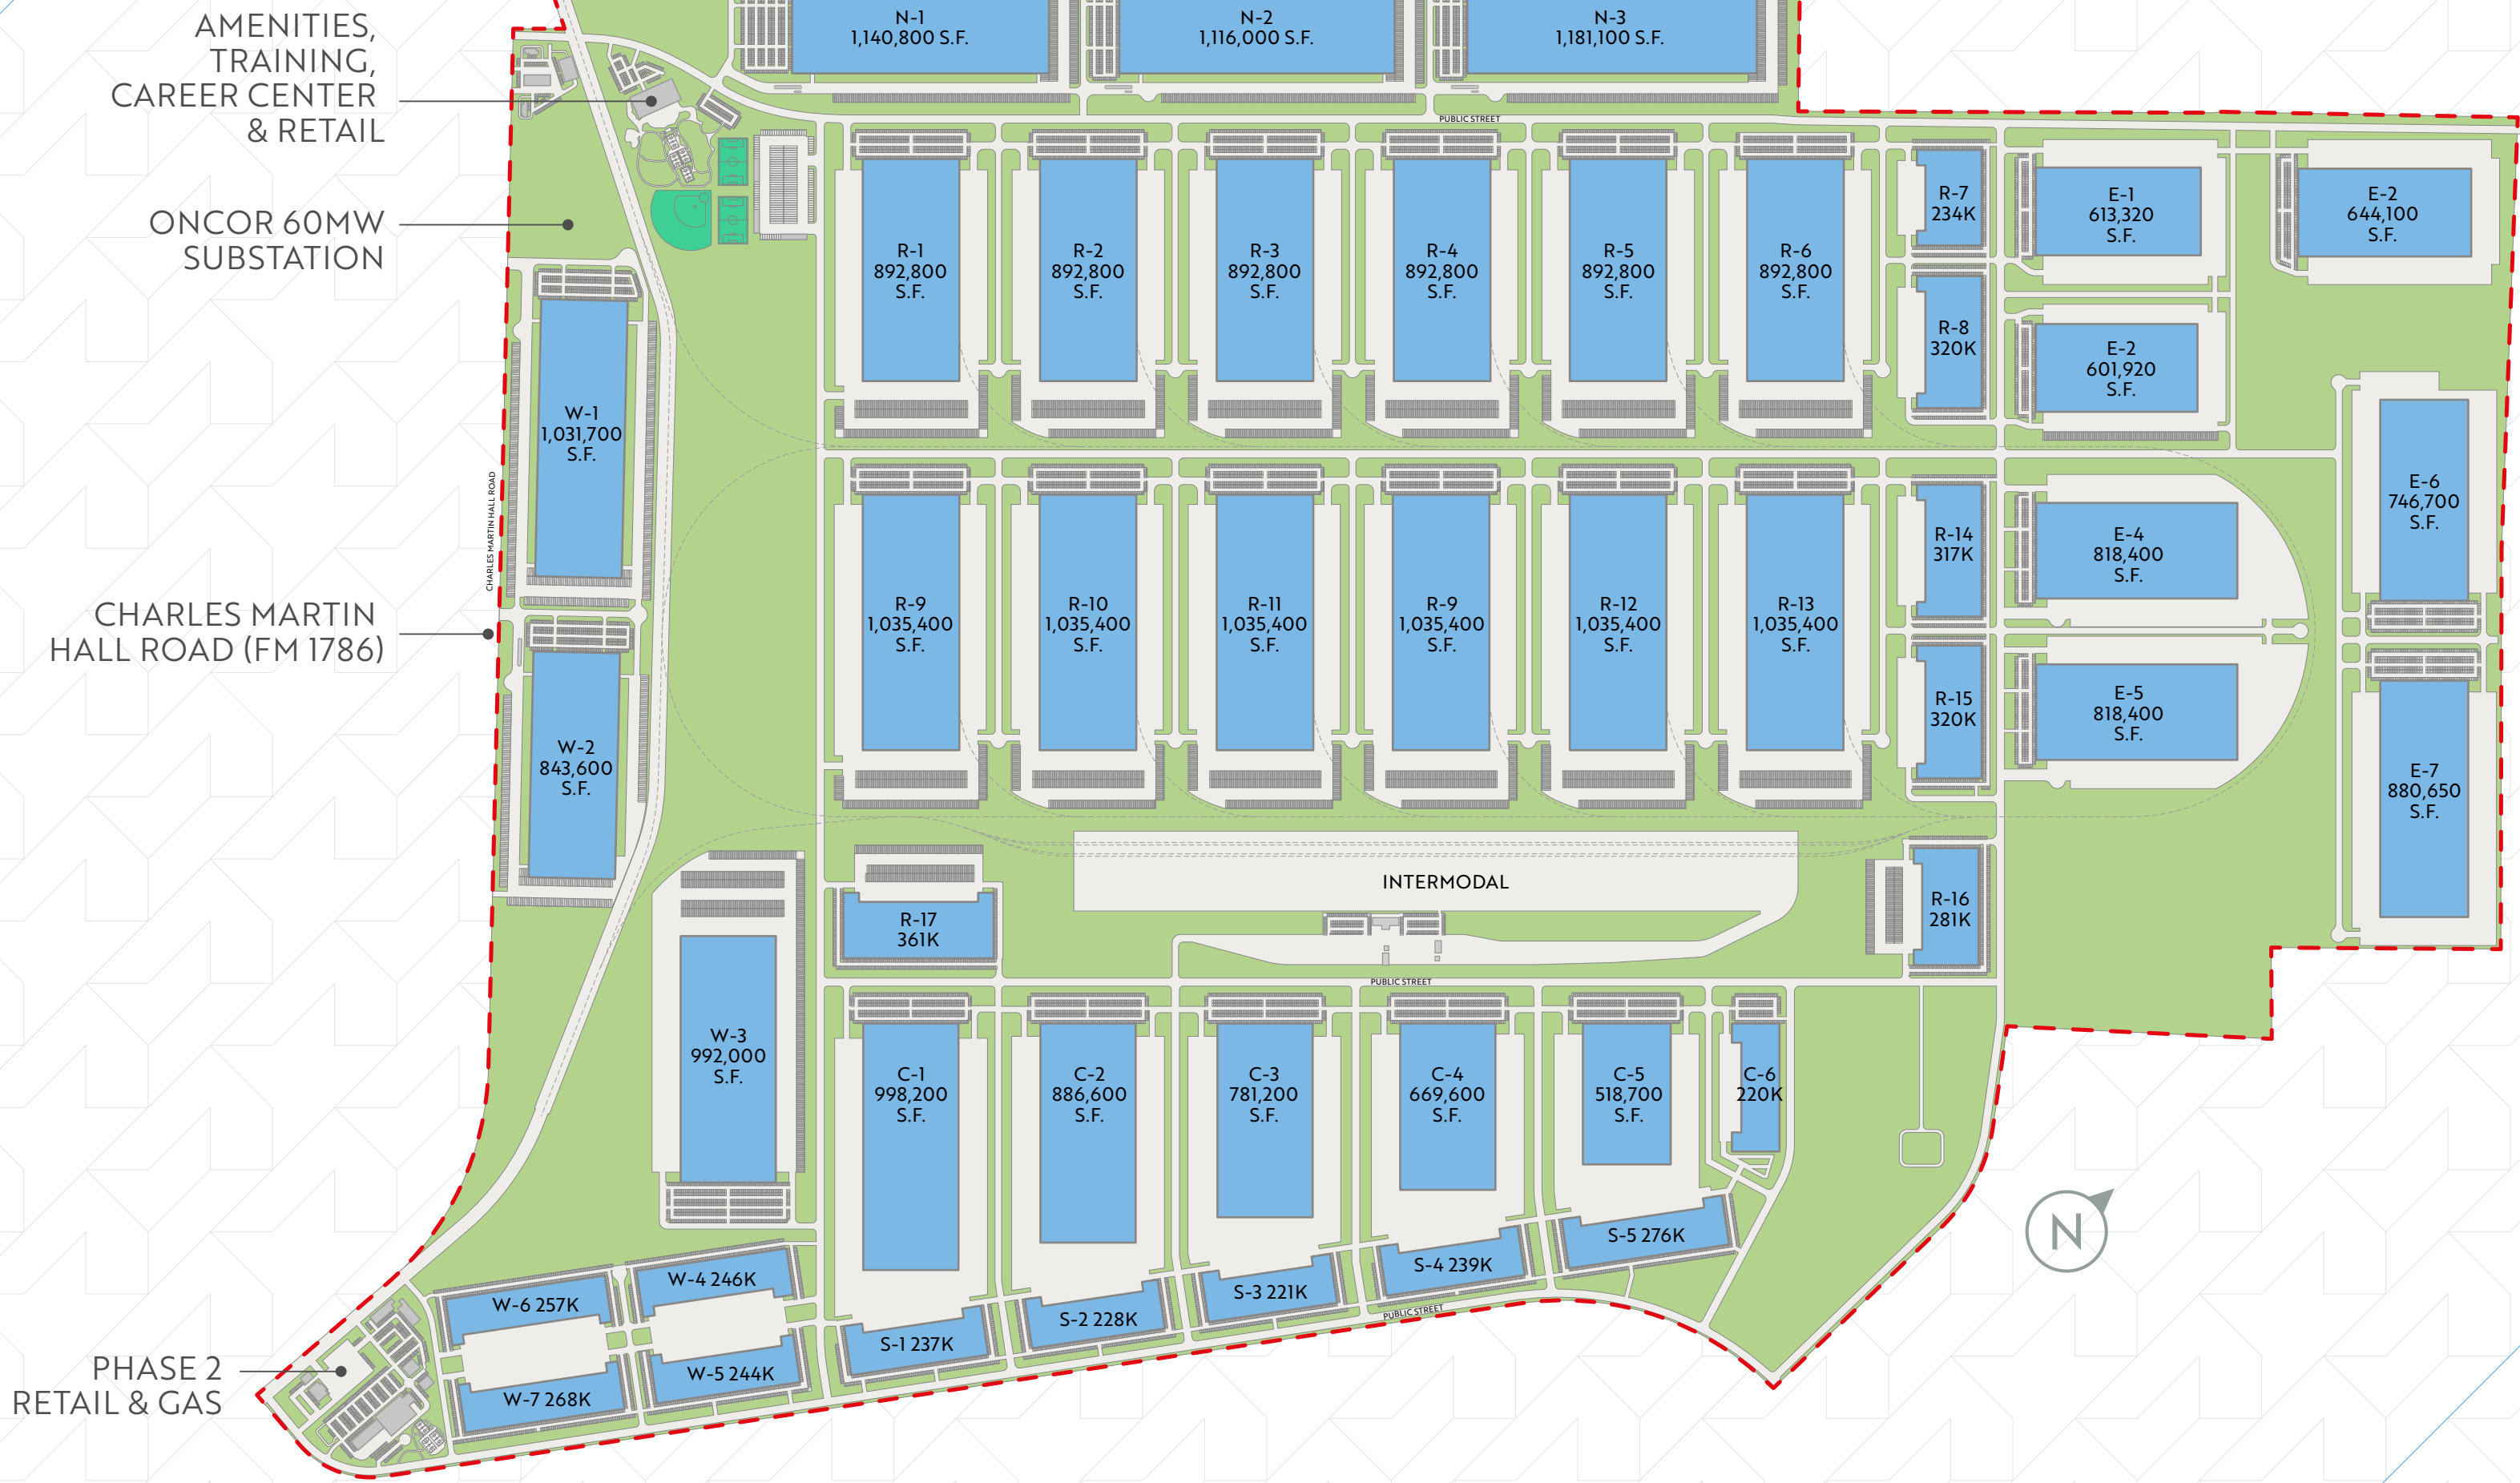 AMENITIES,
TRAINING,
CAREER CENTER
& RETAIL
ONCOR 60MW
SUBSTATION
CHARLES MARTIN
HALL ROAD (FM 1786)
PHASE 2
RETAIL & GAS
CHARLES MARTIN HALL ROAD
N-1
1,140,800 S.F.
N-2
1,116,000 S.F.
N-3
1,181,100 S.F.
PUBLIC STREET
R-1
892,800
S.F.
R-2
892,800
S.F.
R-3
892,800
S.F.
R-4
892,800
S.F.
R-5
892,800
S.F.
R-6
892,800
S.F.
R-7
234K
R-8
320K
E-1
613,320
S.F.
E-2
644,100
S.F.
E-2
601,920
S.F.
W-1
1,031,700
S.F.
W-2
843,600
S.F.
R-9
1,035,400
S.F.
R-10
1,035,400
S.F.
R-11
1,035,400
S.F.
R-9
1,035,400
S.F.
R-12
1,035,400
S.F.
R-13
1,035,400
S.F.
R-14
317K
R-15
320K
E-4
818,400
S.F.
E-5
818,400
S.F.
E-6
746,700
S.F.
E-7
880,650
S.F.
INTERMODAL
R-17
361K
R-16
281K
PUBLIC STREET
W-3
992,000
S.F.
C-1
998,200
S.F.
C-2
886,600
S.F.
C-3
781,200
S.F.
C-4
669,600
S.F.
C-5
518,700
S.F.
C-6
220K
W-6 257K
W-4 246K
W-7 268K
W-5 244K
S-1 237K
S-2 228K
S-3 221K
S-4 239K
S-5 276K
PUBLIC STREET
N